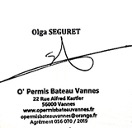 Olga SEGURET
O' Permis Bateau Vannes
22 Rue Alfred Kastler
56000 Vannes
www.opermisbateauvannes.fr
opermisbateauvannes@orange.fr
Agrément 056 070 / 2019